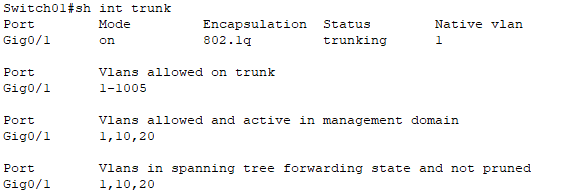 Switch01#sh int trunk
Port Mode Encapsulation Status Native vlan
Gig0/1 on 802.1q trunking 1
Port Vlans allowed on trunk
Gig0/1 1-1005
Port Vlans allowed and active in management domain
Gig0/1 1,10,20
Port Vlans in spanning tree forwarding state and not pruned
Gig0/1 1,10,20